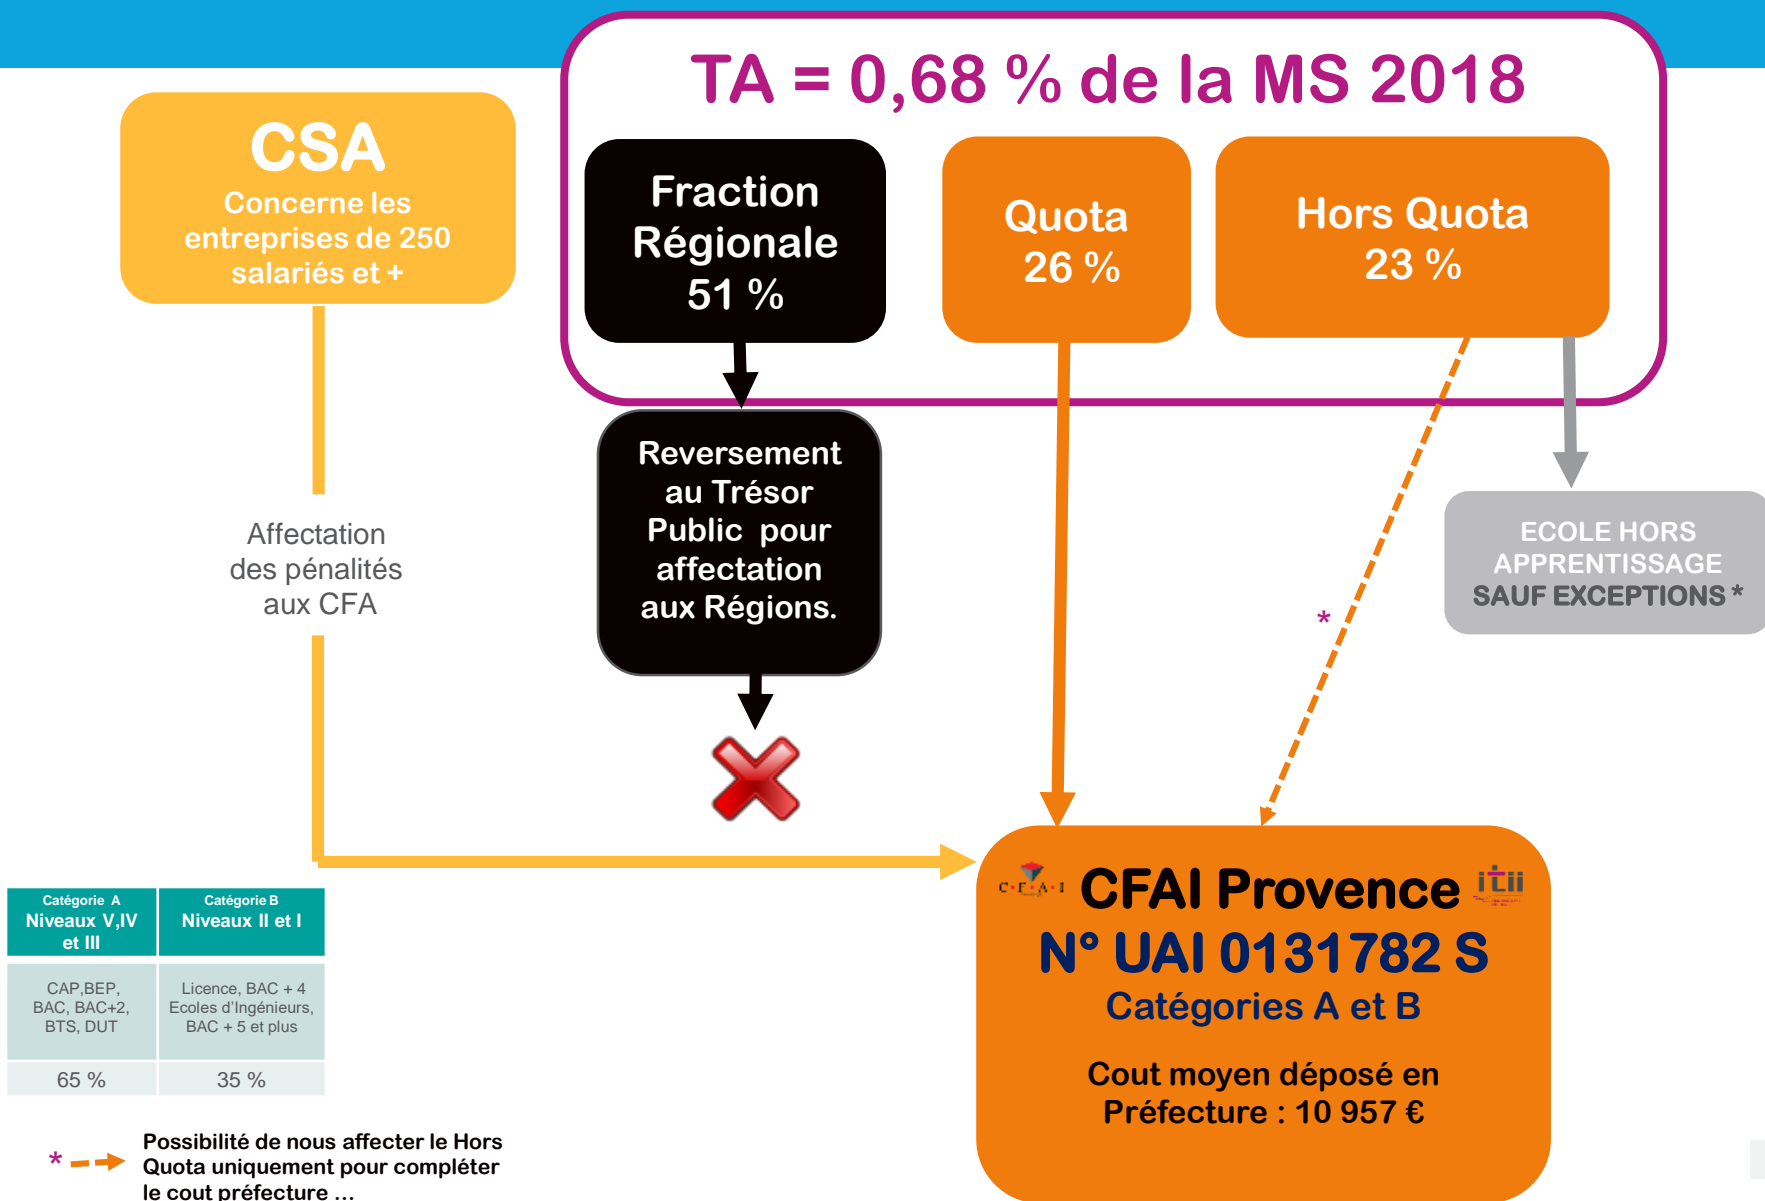 TA = 0,68 % de la MS 2018
CSA
Concerne les
entreprises de 250
salariés et +
Fraction
Régionale
51 %
Quota
26 %
Hors Quota
23 %
Reversement
au Trésor
Public pour
affectation
aux Régions.
ECOLE HORS
APPRENTISSAGE
SAUF EXCEPTIONS *
Affectation
des pénalités
aux CFA
*
C•F•A•I
CFAI Provence
itii
N° UAI 0131782 S
Catégories A et B
Cout moyen déposé en
Préfecture : 10 957 €
Catégorie A
Niveaux V,IV
et III
Catégorie B
Niveaux II et I
CAP,BEP,
BAC, BAC+2,
BTS, DUT
Licence, BAC + 4
Ecoles d'Ingénieurs,
BAC + 5 et plus
65 %
35 %
*
Possibilité de nous affecter le Hors
Quota uniquement pour compléter
le cout préfecture ...